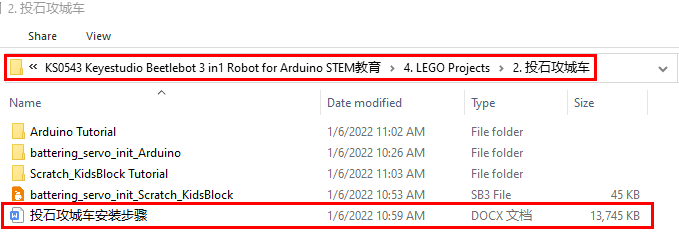 2. 投石攻城车
Share View
« KS0543 Keyestudio Beetlebot 3 in1 Robot for Arduino STEM教育 > 4. LEGO Projects > 2. 投石攻城车
Name Date modified Type Size
Arduino Tutorial 1/6/2022 11:02 AM File folder
battering_servo_init_Arduino 1/6/2022 10:26 AM File folder
Scratch_KidsBlock Tutorial 1/6/2022 11:03 AM File folder
battering_servo_init_Scratch_KidsBlock 1/6/2022 10:53 AM SB3 File 45 KB
投石攻城车安装步骤 1/6/2022 10:59 AM DOCX 文档 13,745 KB